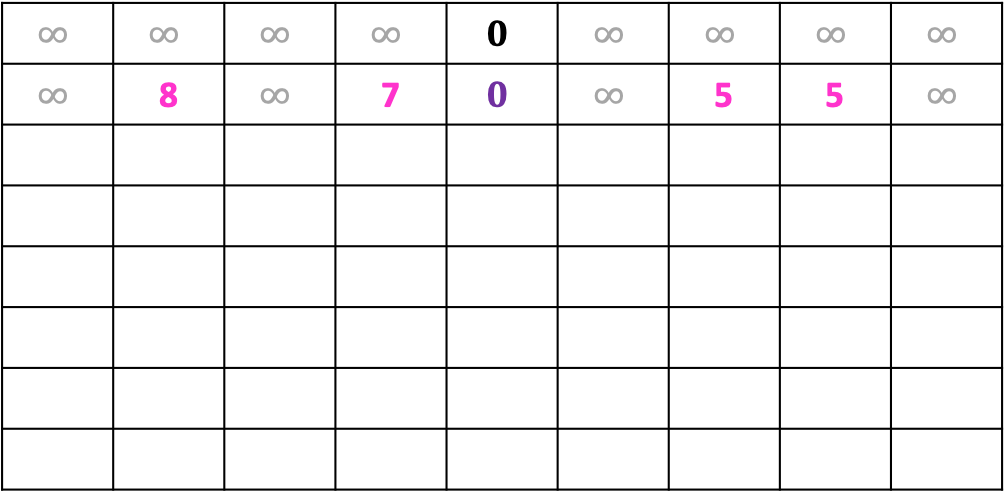 ∞ ∞ ∞ ∞ 0 ∞ ∞ ∞ ∞
∞ 8 ∞ 7 0 ∞ 5 5 ∞